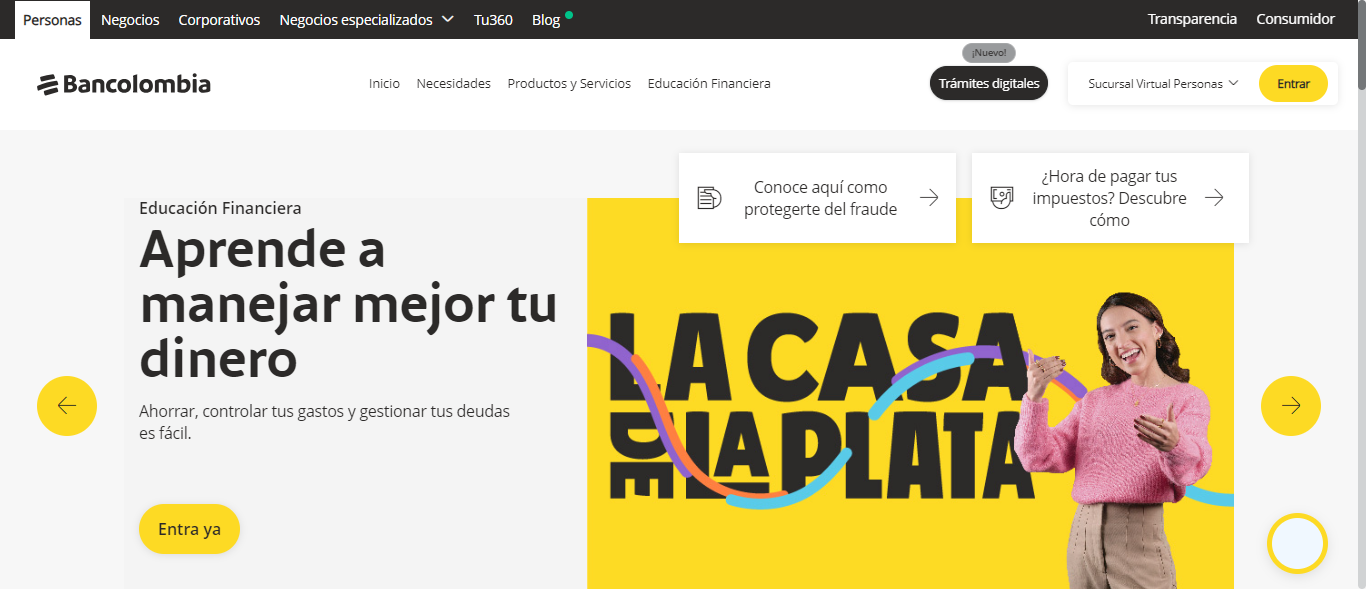 Personas Negocios Corporativos Negocios especializados Tu360 Blog Transparencia Consumidor
¡Nuevo!
Bancolombia Inicio Necesidades Productos y Servicios Educación Financiera Trámites digitales Sucursal Virtual Personas Entrar
Conoce aquí como
protegerte del fraude
¿Hora de pagar tus
impuestos? Descubre
cómo
Educación Financiera
Aprende a
manejar mejor tu
dinero
Ahorrar, controlar tus gastos y gestionar tus deudas
es fácil.
Entra ya
LA CASA
DE LA PLATA